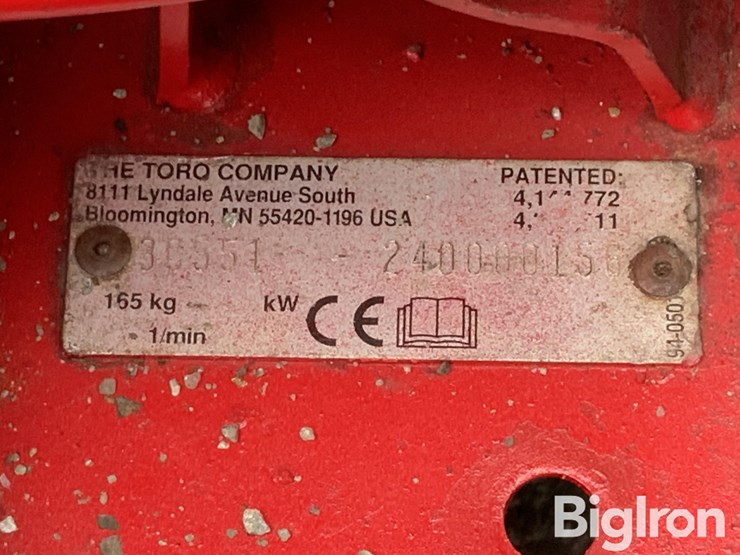 THE TORO COMPANY
8111 Lyndale Avenue South
Bloomington, MN 55420-1196 USA
PATENTED:
165 kg kW
1/min
CE
BigIron